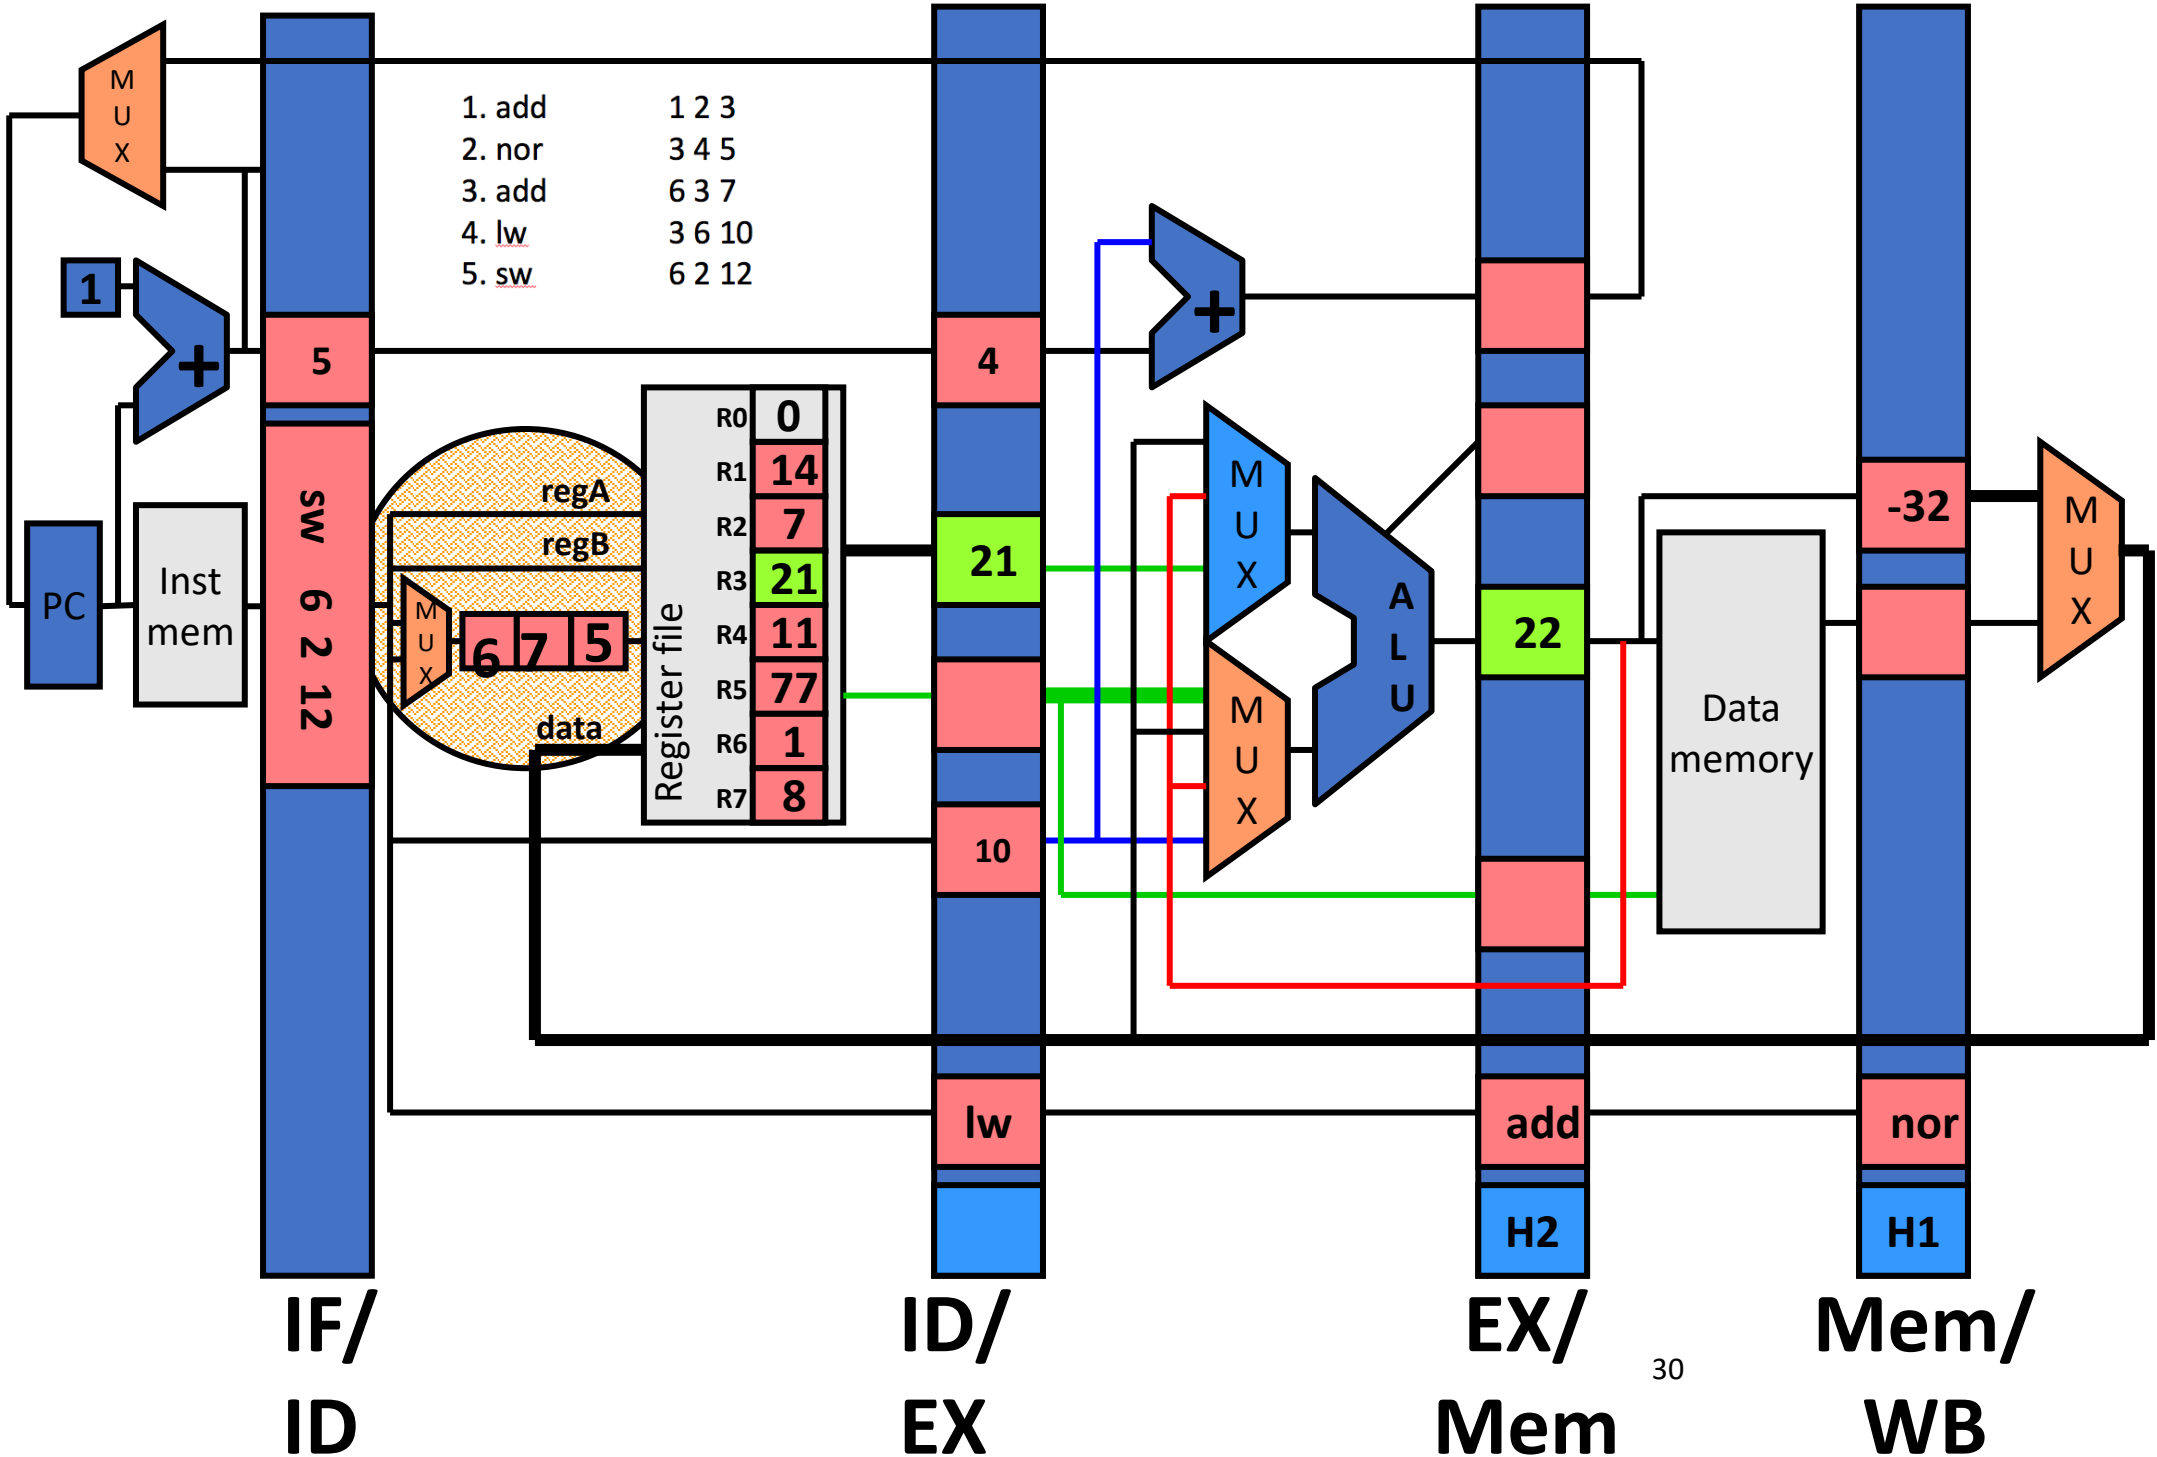 M
U
X
1. add 1 2 3
2. nor 3 4 5
3. add 6 3 7
4. lw 3 6 10
5. sw 6 2 12
1
+
+
5
4
PC
Inst
mem
sw 6 2 12
regA
regB
M
U
X
6 7 5
data
Register file
R0 0
R1 14
R2 7
R3 21
R4 11
R5 77
R6 1
R7 8
21
10
M
U
X
M
U
X
A
L
U
22
Data
memory
-32
M
U
X
lw
add
nor
H2
H1
IF/
ID
ID/
EX
EX/
Mem
Mem/
WB
30